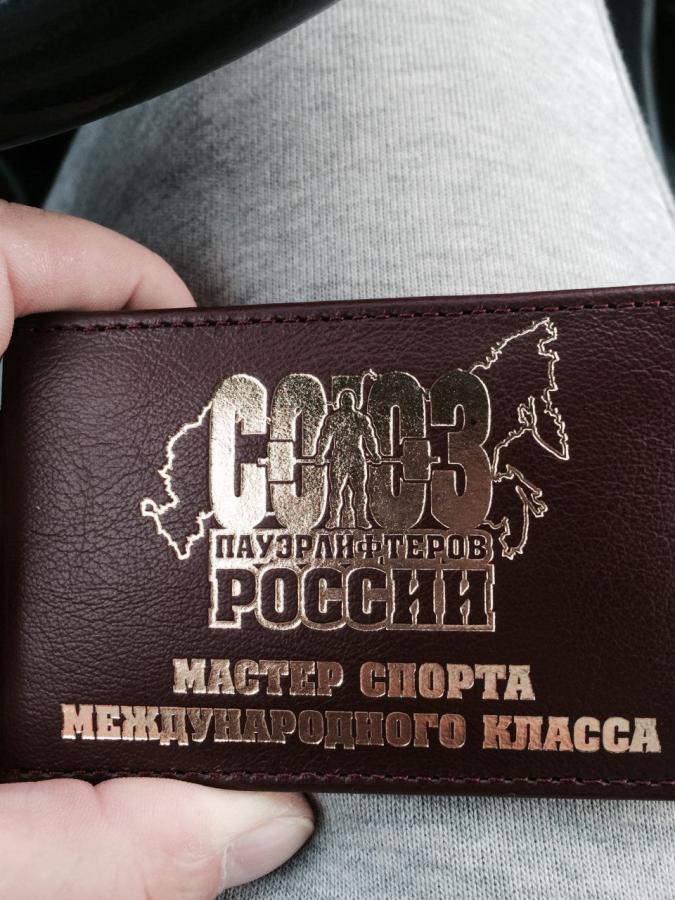 СОЮЗ
ПАУЭРЛИФТЕРОВ
РОССИИ
МАСТЕР СПОРТА
МЕЖДУНАРОДНОГО КЛАССА